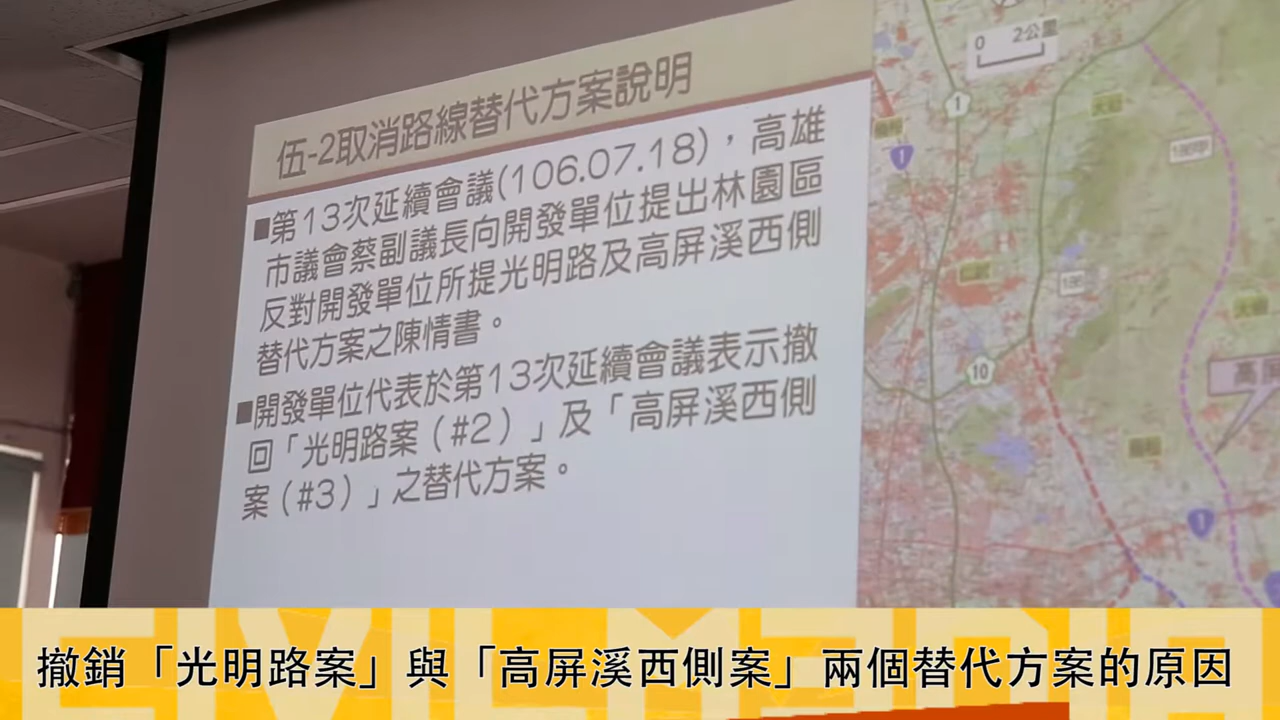 伍-2取消路線替代方案說明
■第13次延續會議(106.07.18)，高雄
市議會蔡副議長向開發單位提出林園區
反對開發單位所提光明路及高屏溪西側
替代方案之陳情書。
■開發單位代表於第13次延續會議表示撤
回「光明路案（#2）」及「高屏溪西側
案（#3）」之替代方案。
0 2公里
1
1
10
1
CIVIL MEDIA
撤銷「光明路案」與「高屏溪西側案」兩個替代方案的原因